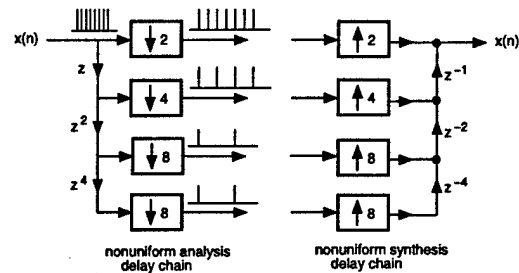 x(n) ↓ 2 ↑ 2 x(n)
z z⁻¹
↓ 4 ↑ 4
z² z⁻²
↓ 8 ↑ 8
z⁴ z⁻⁴
↓ 8 ↑ 8
nonuniform analysis nonuniform synthesis
delay chain delay chain